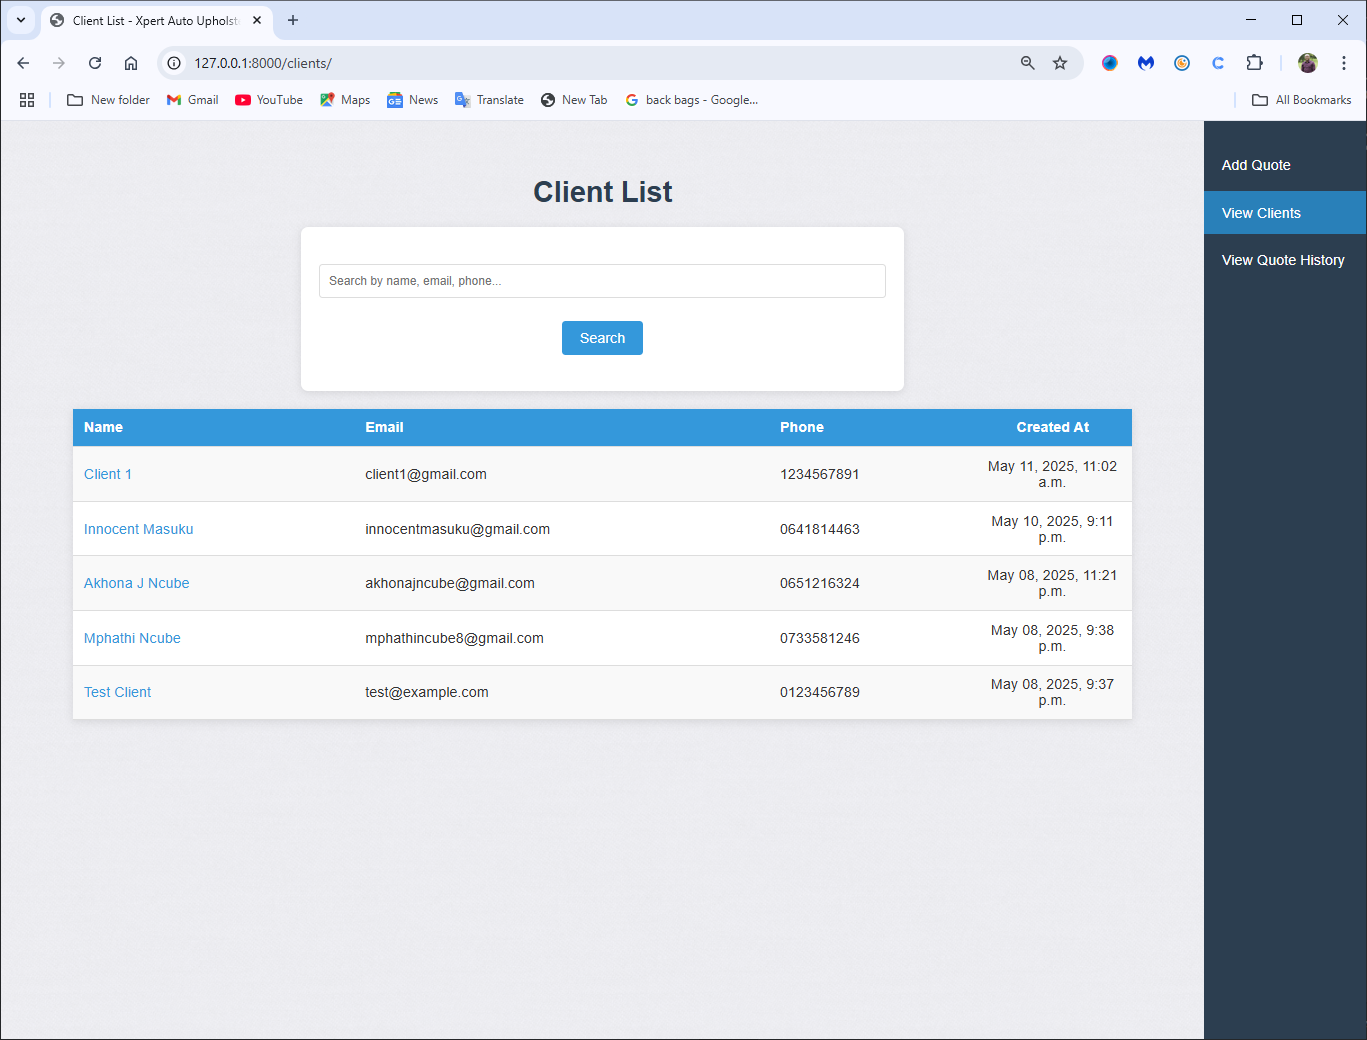 Client List - Xpert Auto Upholst
127.0.0.1:8000/clients/
New folder
Gmail
YouTube
Maps
News
Translate
New Tab
back bags - Google...
All Bookmarks
Add Quote
View Clients
View Quote History
Client List
Search by name, email, phone...
Search
Name Email Phone Created At
Client 1 client1@gmail.com 1234567891 May 11, 2025, 11:02
a.m.
Innocent Masuku innocentmasuku@gmail.com 0641814463 May 10, 2025, 9:11
p.m.
Akhona J Ncube akhonajncube@gmail.com 0651216324 May 08, 2025, 11:21
p.m.
Mphathi Ncube mphathincube8@gmail.com 0733581246 May 08, 2025, 9:38
p.m.
Test Client test@example.com 0123456789 May 08, 2025, 9:37
p.m.